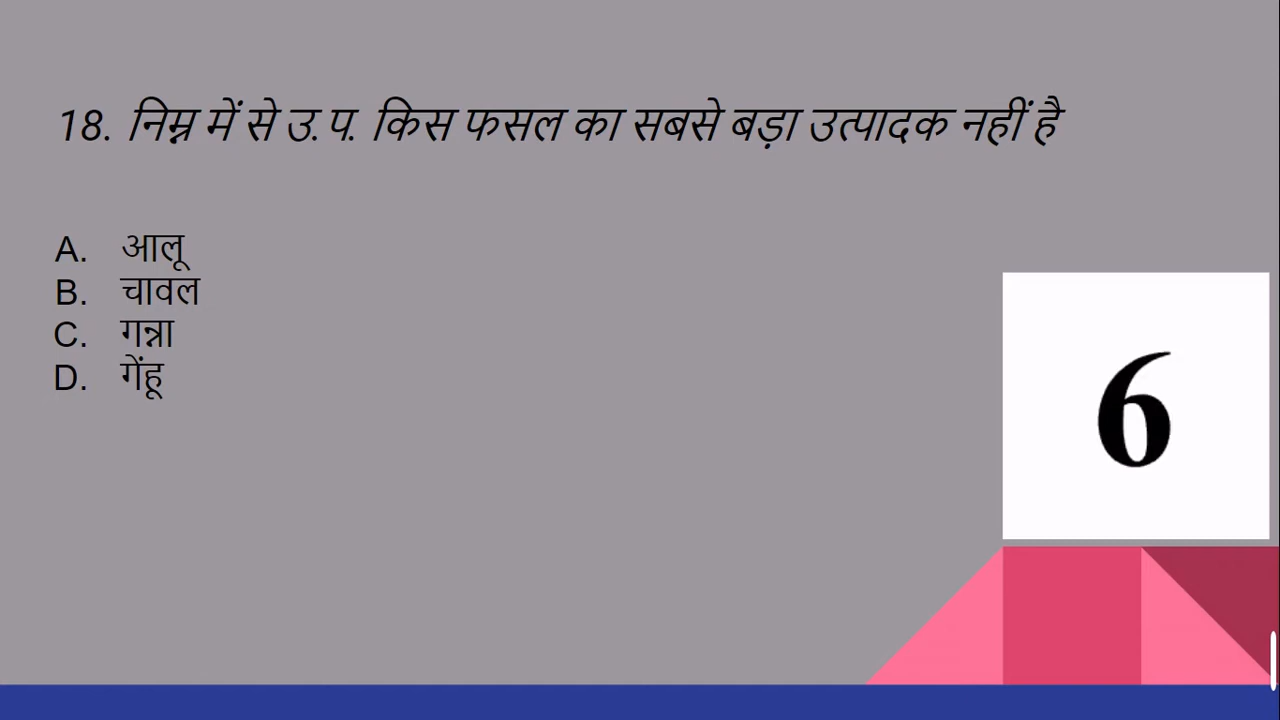 18. निम्न में से उ. प. किस फसल का सबसे बड़ा उत्पादक नहीं है
A. आलू
B. चावल
C. गन्ना
D. गेंहू
6